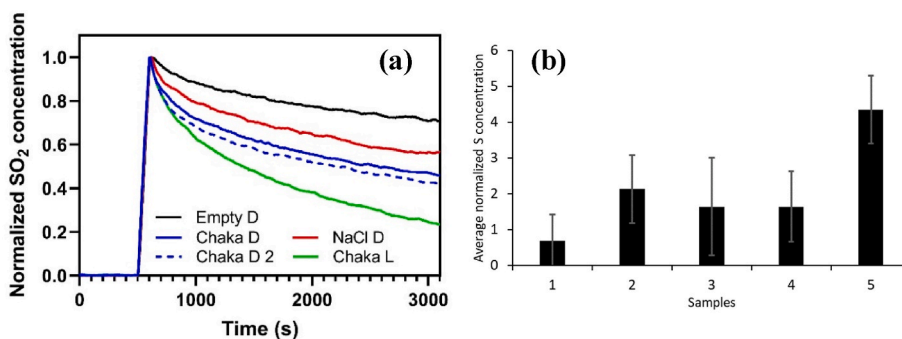 (a)
Normalized SO2 concentration
1.0
0.8
0.6
0.4
0.2
0.0
Empty D
Chaka D
NaCl D
Chaka D 2
Chaka L
0
1000
2000
3000
Time (s)
(b)
Average normalized S concentration
6
5
4
3
2
1
0
1
2
3
4
5
Samples